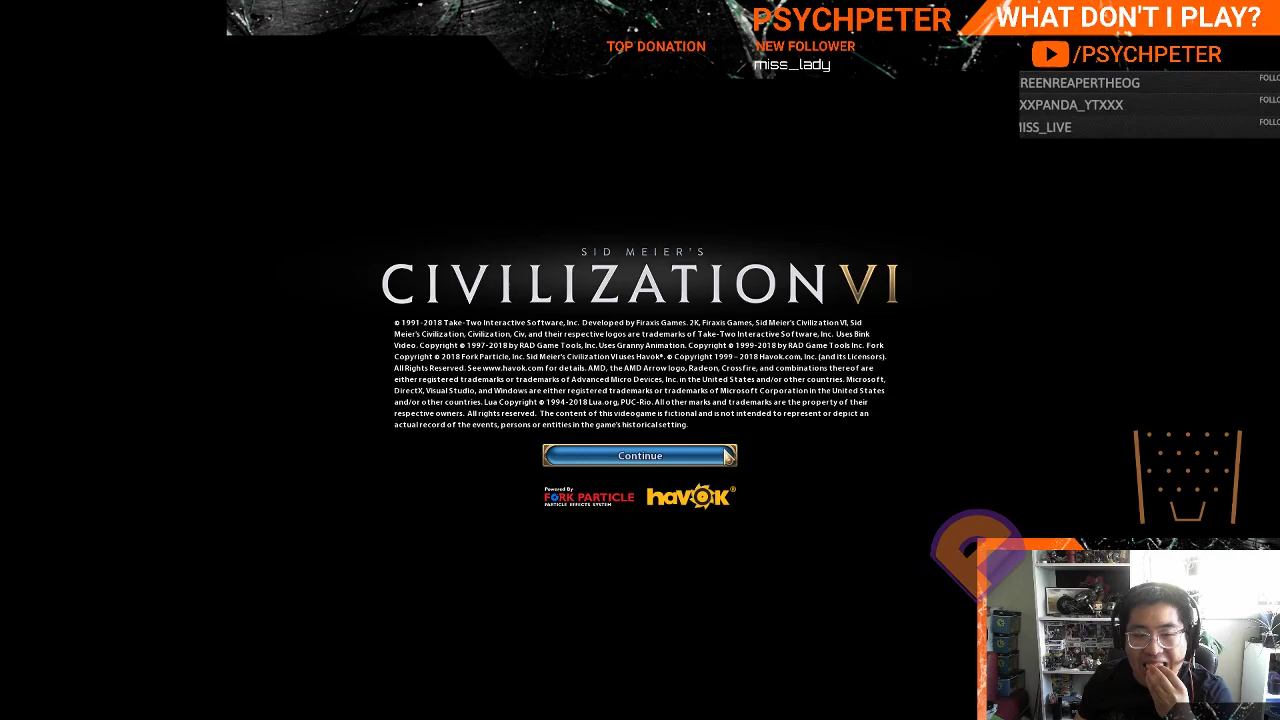 PSYCHPETER
WHAT DON'T I PLAY?
TOP DONATION
NEW FOLLOWER
miss_lady
/PSYCHPETER
REENREAPERTHEOG FOLLO
XXPANDA_YTXXX FOLLO
MISS_LIVE FOLLO
SID MEIER'S
CIVILIZATION VI
© 1991-2018 Take-Two Interactive Software, Inc. Developed by Firaxis Games. 2K, Firaxis Games, Sid Meier's Civilization VI, Sid
Meier's Civilization, Civilization, Civ, and their respective logos are trademarks of Take-Two Interactive Software, Inc. Uses Bink
Video. Copyright © 1997-2018 by RAD Game Tools, Inc. Uses Granny Animation. Copyright © 1999-2018 by RAD Game Tools Inc. Fork
Copyright © 2018 Fork Particle, Inc. Sid Meier's Civilization VI uses Havok®. © Copyright 1999 – 2018 Havok.com, Inc. (and its Licensors).
All Rights Reserved. See www.havok.com for details. AMD, the AMD Arrow logo, Radeon, Crossfire, and combinations thereof are
either registered trademarks or trademarks of Advanced Micro Devices, Inc. in the United States and/or other countries. Microsoft,
DirectX, Visual Studio, and Windows are either registered trademarks or trademarks of Microsoft Corporation in the United States
and/or other countries. Lua Copyright © 1994-2018 Lua.org, PUC-Rio. All other marks and trademarks are the property of their
respective owners. All rights reserved. The content of this videogame is fictional and is not intended to represent or depict an
actual record of the events, persons or entities in the game's historical setting.
Continue
Powered By
FORK PARTICLE
PARTICLE EFFECTS SYSTEM
havok®